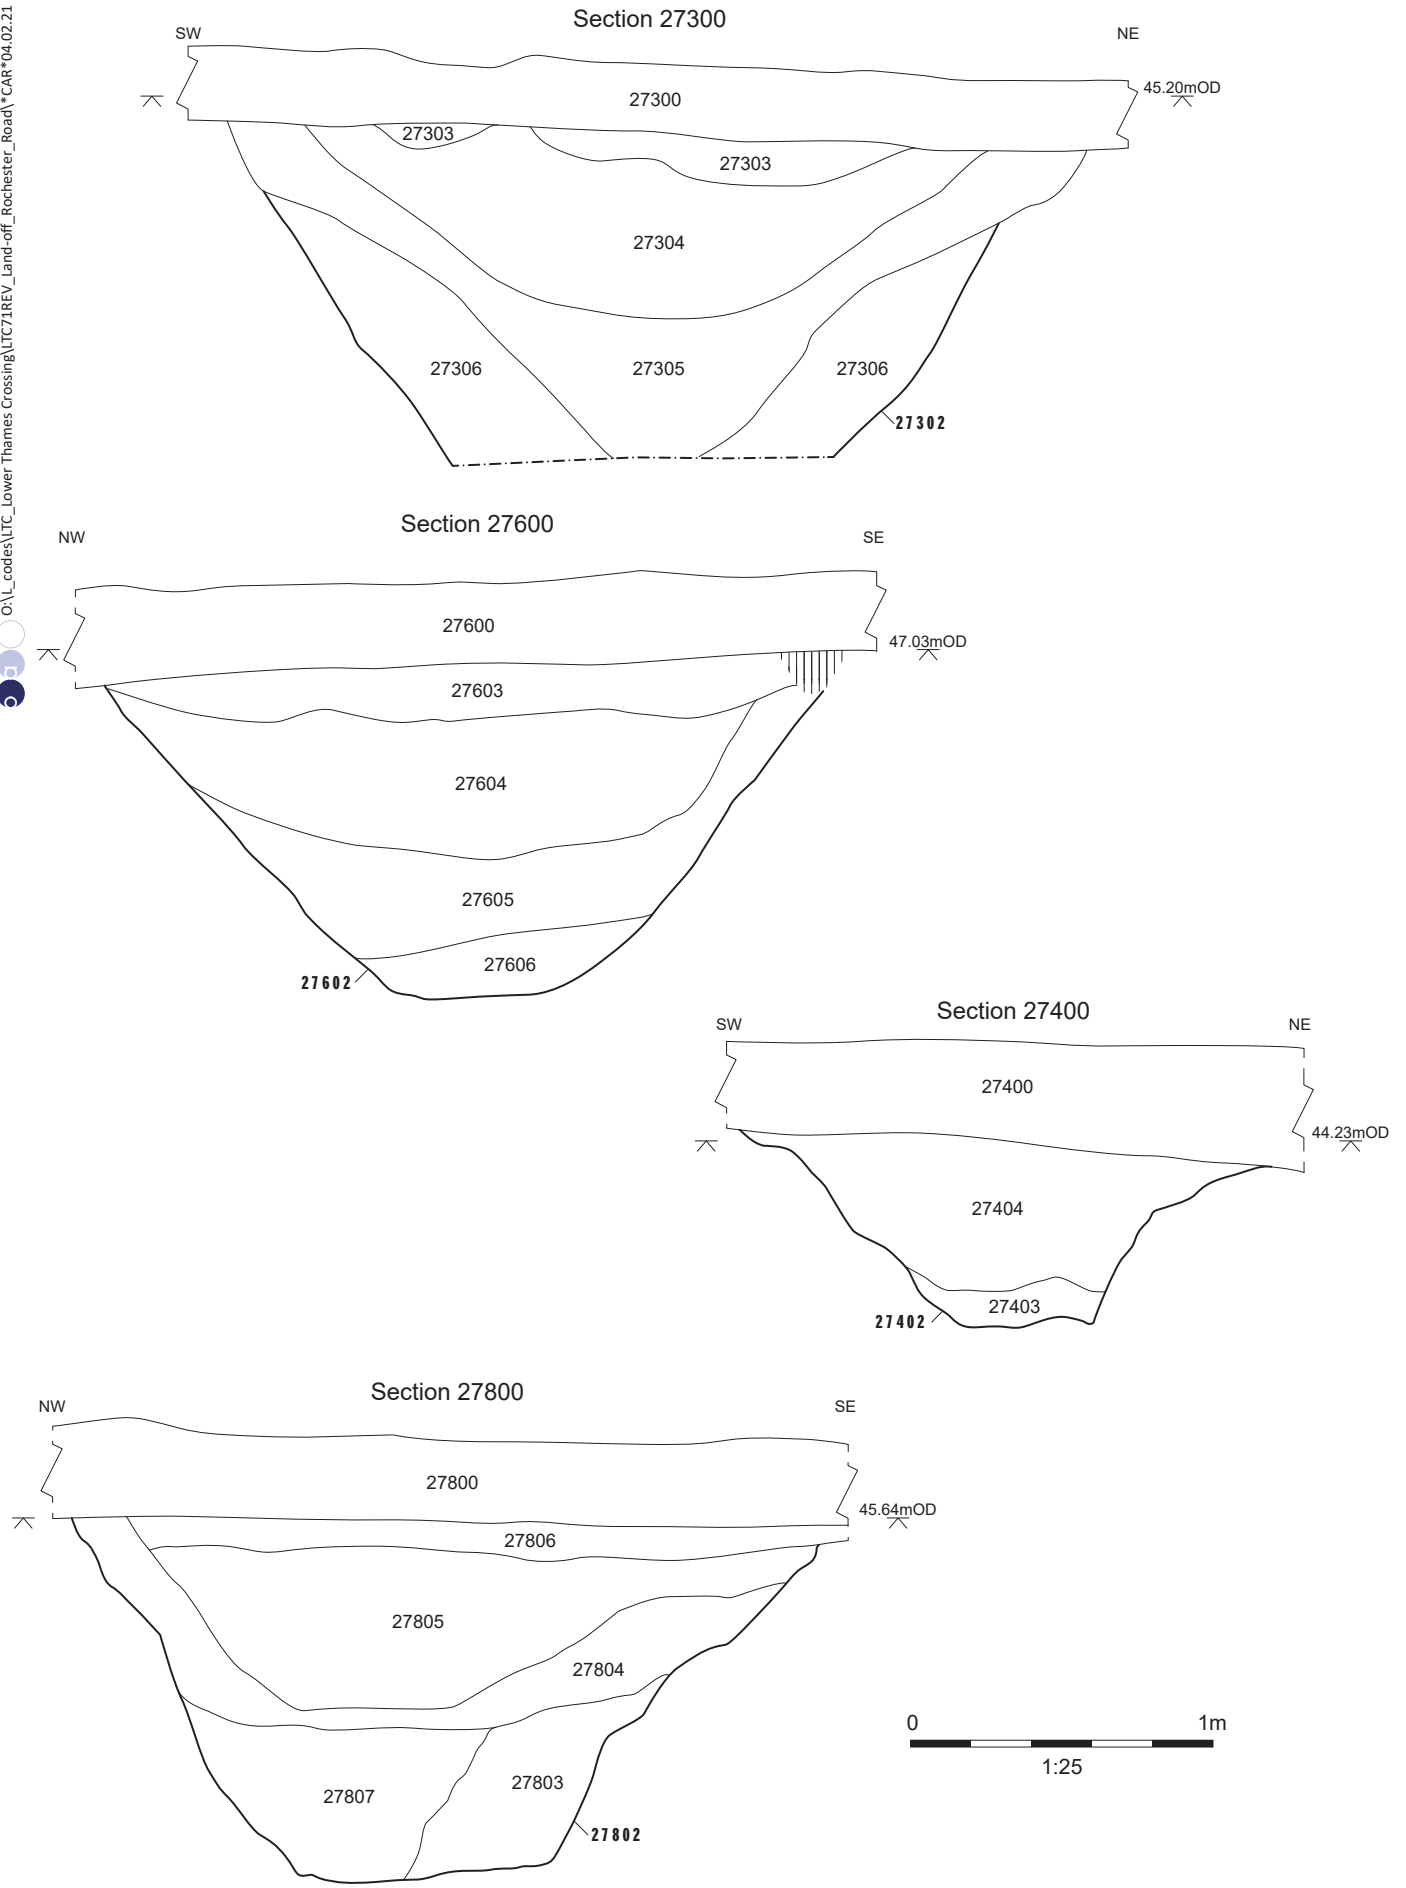 O:\L_codes\LTC_Lower Thames Crossing\LTC71REV_Land-off_Rochester_Road\*CAR*04.02.21
Section 27300
SW NE
45.20mOD
27300
27303
27303
27304
27306 27305 27306
27302
Section 27600
NW SE
27600
47.03mOD
27603
27604
27605
27606
27602
Section 27400
SW NE
27400
44.23mOD
27404
27403
27402
Section 27800
NW SE
27800
45.64mOD
27806
27805
27804
27807 27803
27802
0 1m
1:25